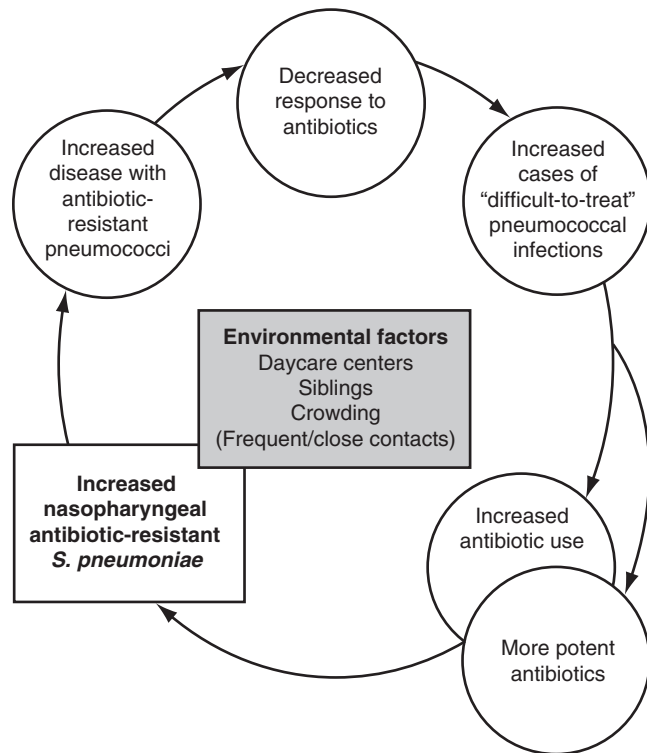 Decreased
response to
antibiotics
Increased
cases of
“difficult-to-treat”
pneumococcal
infections
Increased
disease with
antibiotic-
resistant
pneumococci
Environmental factors
Daycare centers
Siblings
Crowding
(Frequent/close contacts)
Increased
nasopharyngeal
antibiotic-resistant
S. pneumoniae
Increased
antibiotic use
More potent
antibiotics